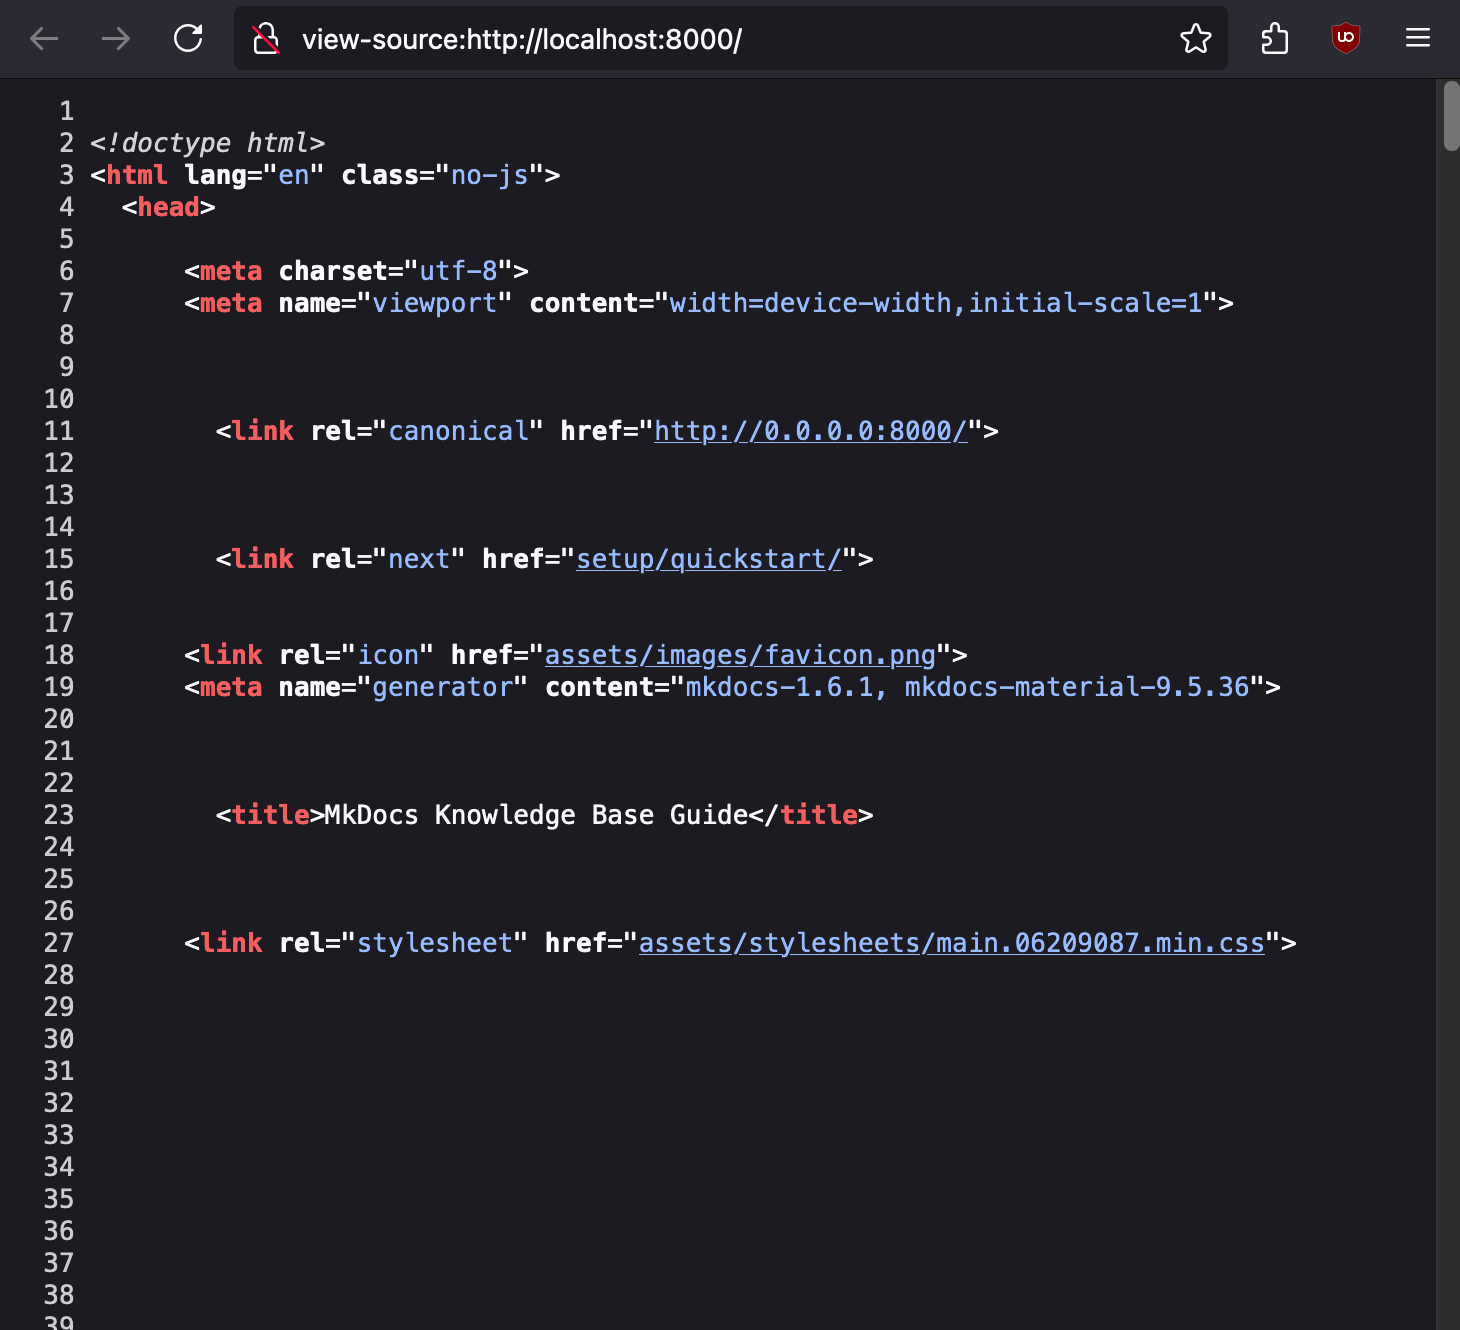 view-source:http://localhost:8000/
1
2 <!doctype html>
3 <html lang="en" class="no-js">
4 <head>
5
6 <meta charset="utf-8">
7 <meta name="viewport" content="width=device-width,initial-scale=1">
8
9
10
11 <link rel="canonical" href="http://0.0.0.0:8000/">
12
13
14
15 <link rel="next" href="setup/quickstart/">
16
17
18 <link rel="icon" href="assets/images/favicon.png">
19 <meta name="generator" content="mkdocs-1.6.1, mkdocs-material-9.5.36">
20
21
22
23 <title>MkDocs Knowledge Base Guide</title>
24
25
26
27 <link rel="stylesheet" href="assets/stylesheets/main.06209087.min.css">
28
29
30
31
32
33
34
35
36
37
38
39